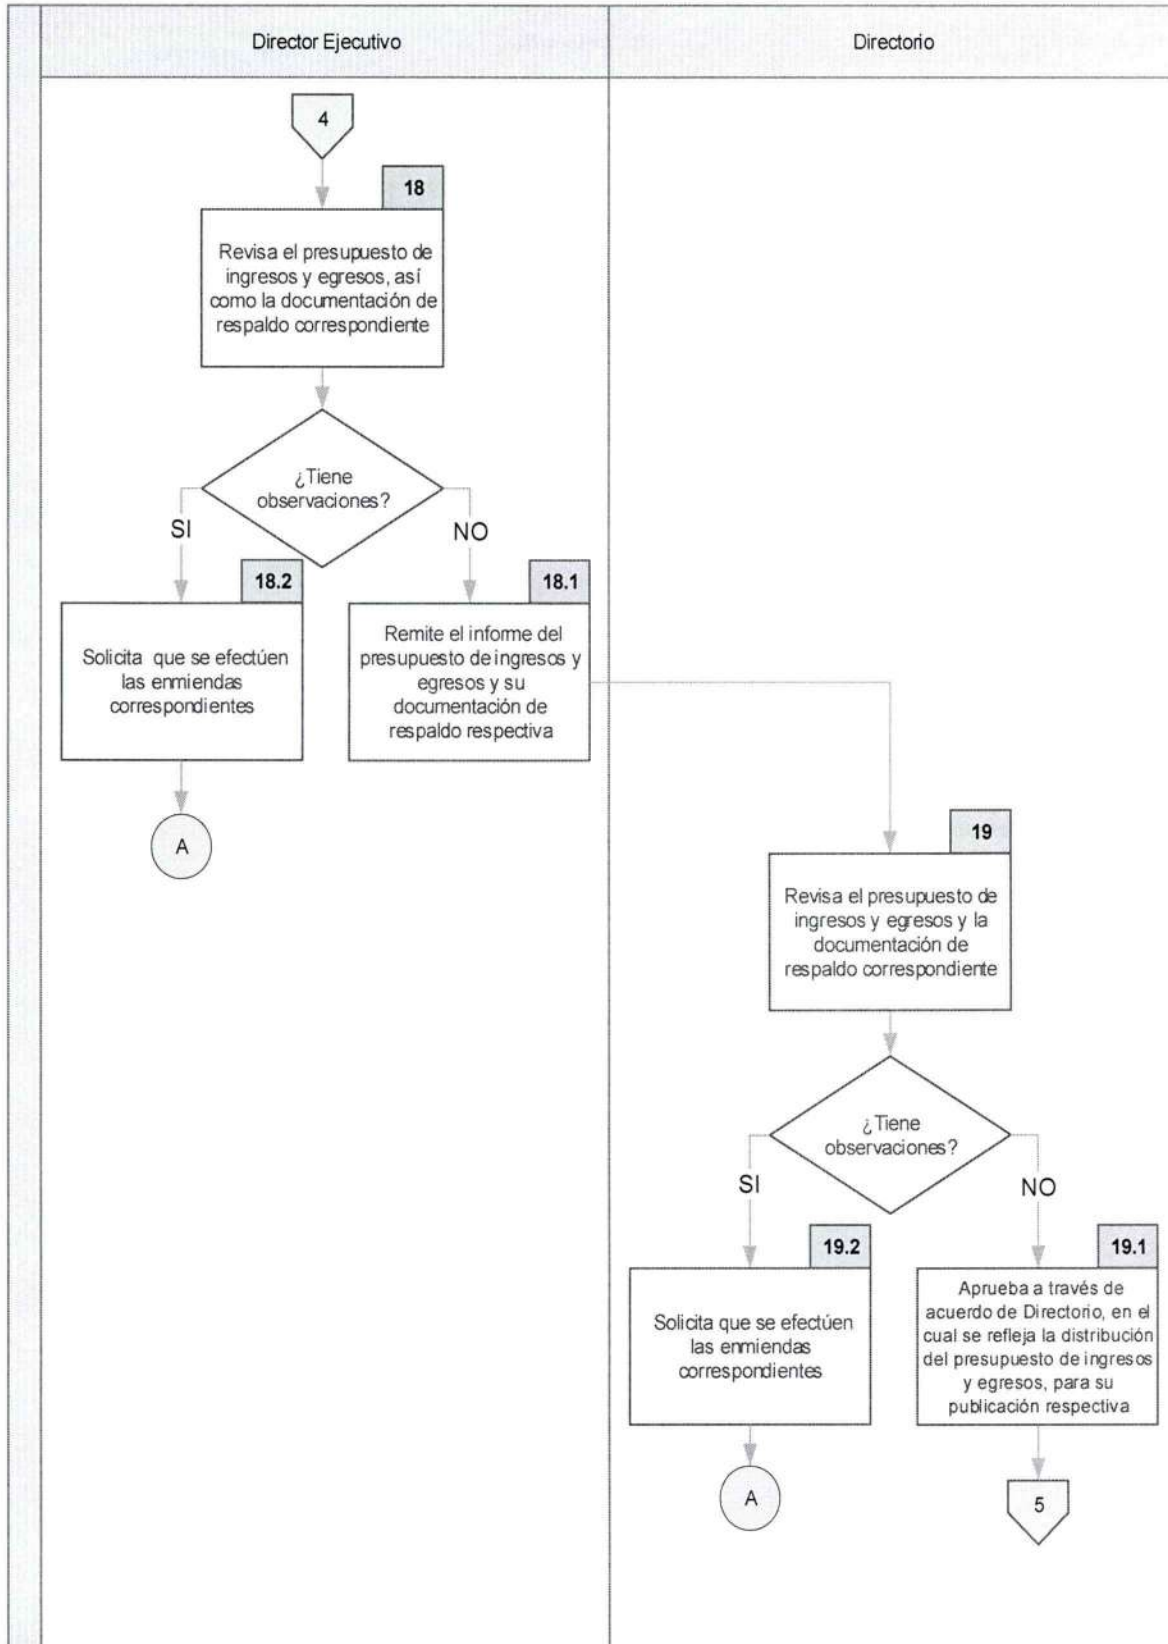 Director Ejecutivo
Directorio
4
18
Revisa el presupuesto de
ingresos y egresos, así
como la documentación de
respaldo correspondiente
¿Tiene
observaciones?
SI
NO
18.2
18.1
Solicita que se efectúen
las enmiendas
correspondientes
Remite el informe del
presupuesto de ingresos y
egresos y su
documentación de
respaldo respectiva
A
19
Revisa el presupuesto de
ingresos y egresos y la
documentación de
respaldo correspondiente
¿Tiene
observaciones?
SI
NO
19.2
19.1
Solicita que se efectúen
las enmiendas
correspondientes
Aprueba a través de
acuerdo de Directorio, en el
cual se refleja la distribución
del presupuesto de ingresos
y egresos, para su
publicación respectiva
A
5